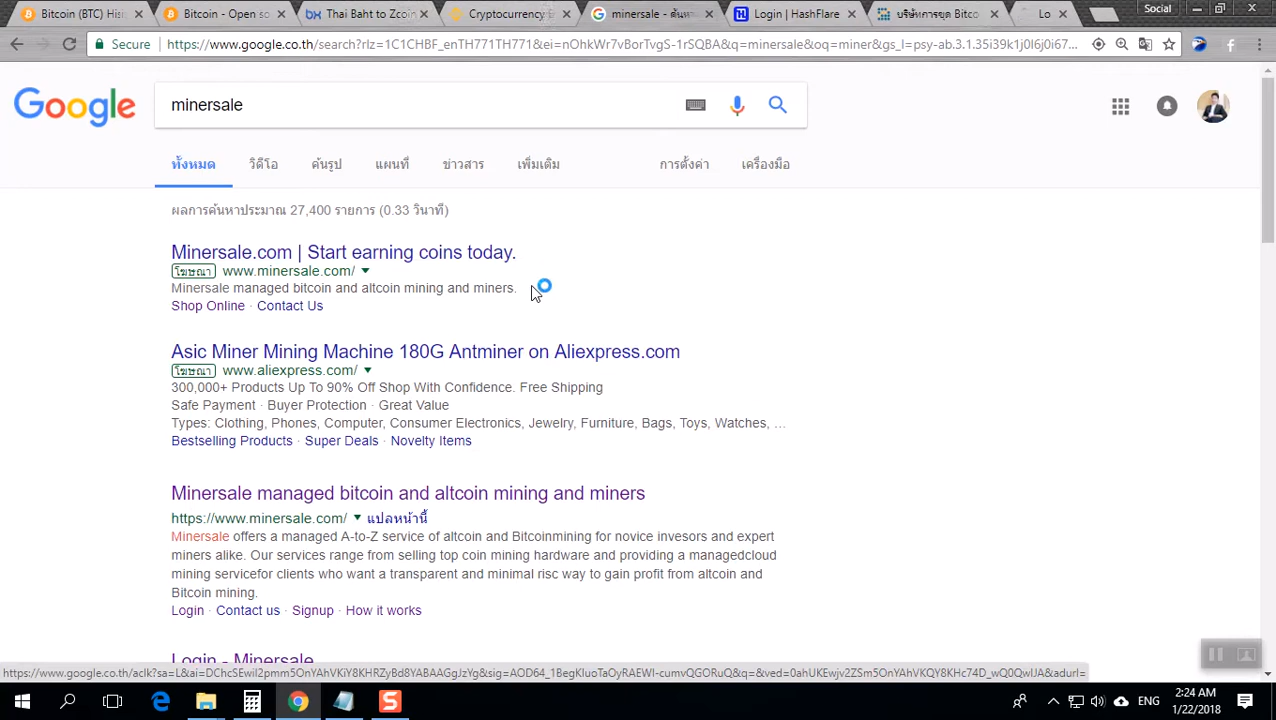 Bitcoin (BTC) Hisi
Bitcoin - Open so
Thai Baht to Zcoin
Cryptocurrency E
minersale - ค้นหา
Login | HashFlare
บริษัทการขุด Bitco
Lo
Social
Secure
https://www.google.co.th/search?rlz=1C1CHBF_enTH771TH771&ei=nOhkWr7vBorTvgS-1rSQBA&q=minersale&oq=miner&gs_l=psy-ab.3.1.35i39k1j0l6j0i67...
Google
minersale
ทั้งหมด วิดีโอ ค้นรูป แผนที่ ข่าวสาร เพิ่มเติม การตั้งค่า เครื่องมือ
ผลการค้นหาประมาณ 27,400 รายการ (0.33 วินาที)
Minersale.com | Start earning coins today.
โฆษณา www.minersale.com/
Minersale managed bitcoin and altcoin mining and miners.
Shop Online · Contact Us
Asic Miner Mining Machine 180G Antminer on Aliexpress.com
โฆษณา www.aliexpress.com/
300,000+ Products Up To 90% Off Shop With Confidence. Free Shipping
Safe Payment · Buyer Protection · Great Value
Types: Clothing, Phones, Computer, Consumer Electronics, Jewelry, Furniture, Bags, Toys, Watches, ...
Bestselling Products · Super Deals · Novelty Items
Minersale managed bitcoin and altcoin mining and miners
https://www.minersale.com/ แปลหน้านี้
Minersale offers a managed A-to-Z service of altcoin and Bitcoinmining for novice invesors and expert
miners alike. Our services range from selling top coin mining hardware and providing a managedcloud
mining servicefor clients who want a transparent and minimal risc way to gain profit from altcoin and
Bitcoin mining.
Login · Contact us · Signup · How it works
Login - Minersale
https://www.google.co.th/aclk?sa=L&ai=DChcSEwil2pmm5OnYAhVKiY8KHRZyBd8YABAAGgJzYg&sig=AOD64_1BegKluoTaOyRAEWI-cumvQGORuQ&q=&ved=0ahUKEwjv2ZSm5OnYAhVKQY8KHc74D_wQ0QwIJA&adurl=
ENG
2:24 AM
1/22/2018